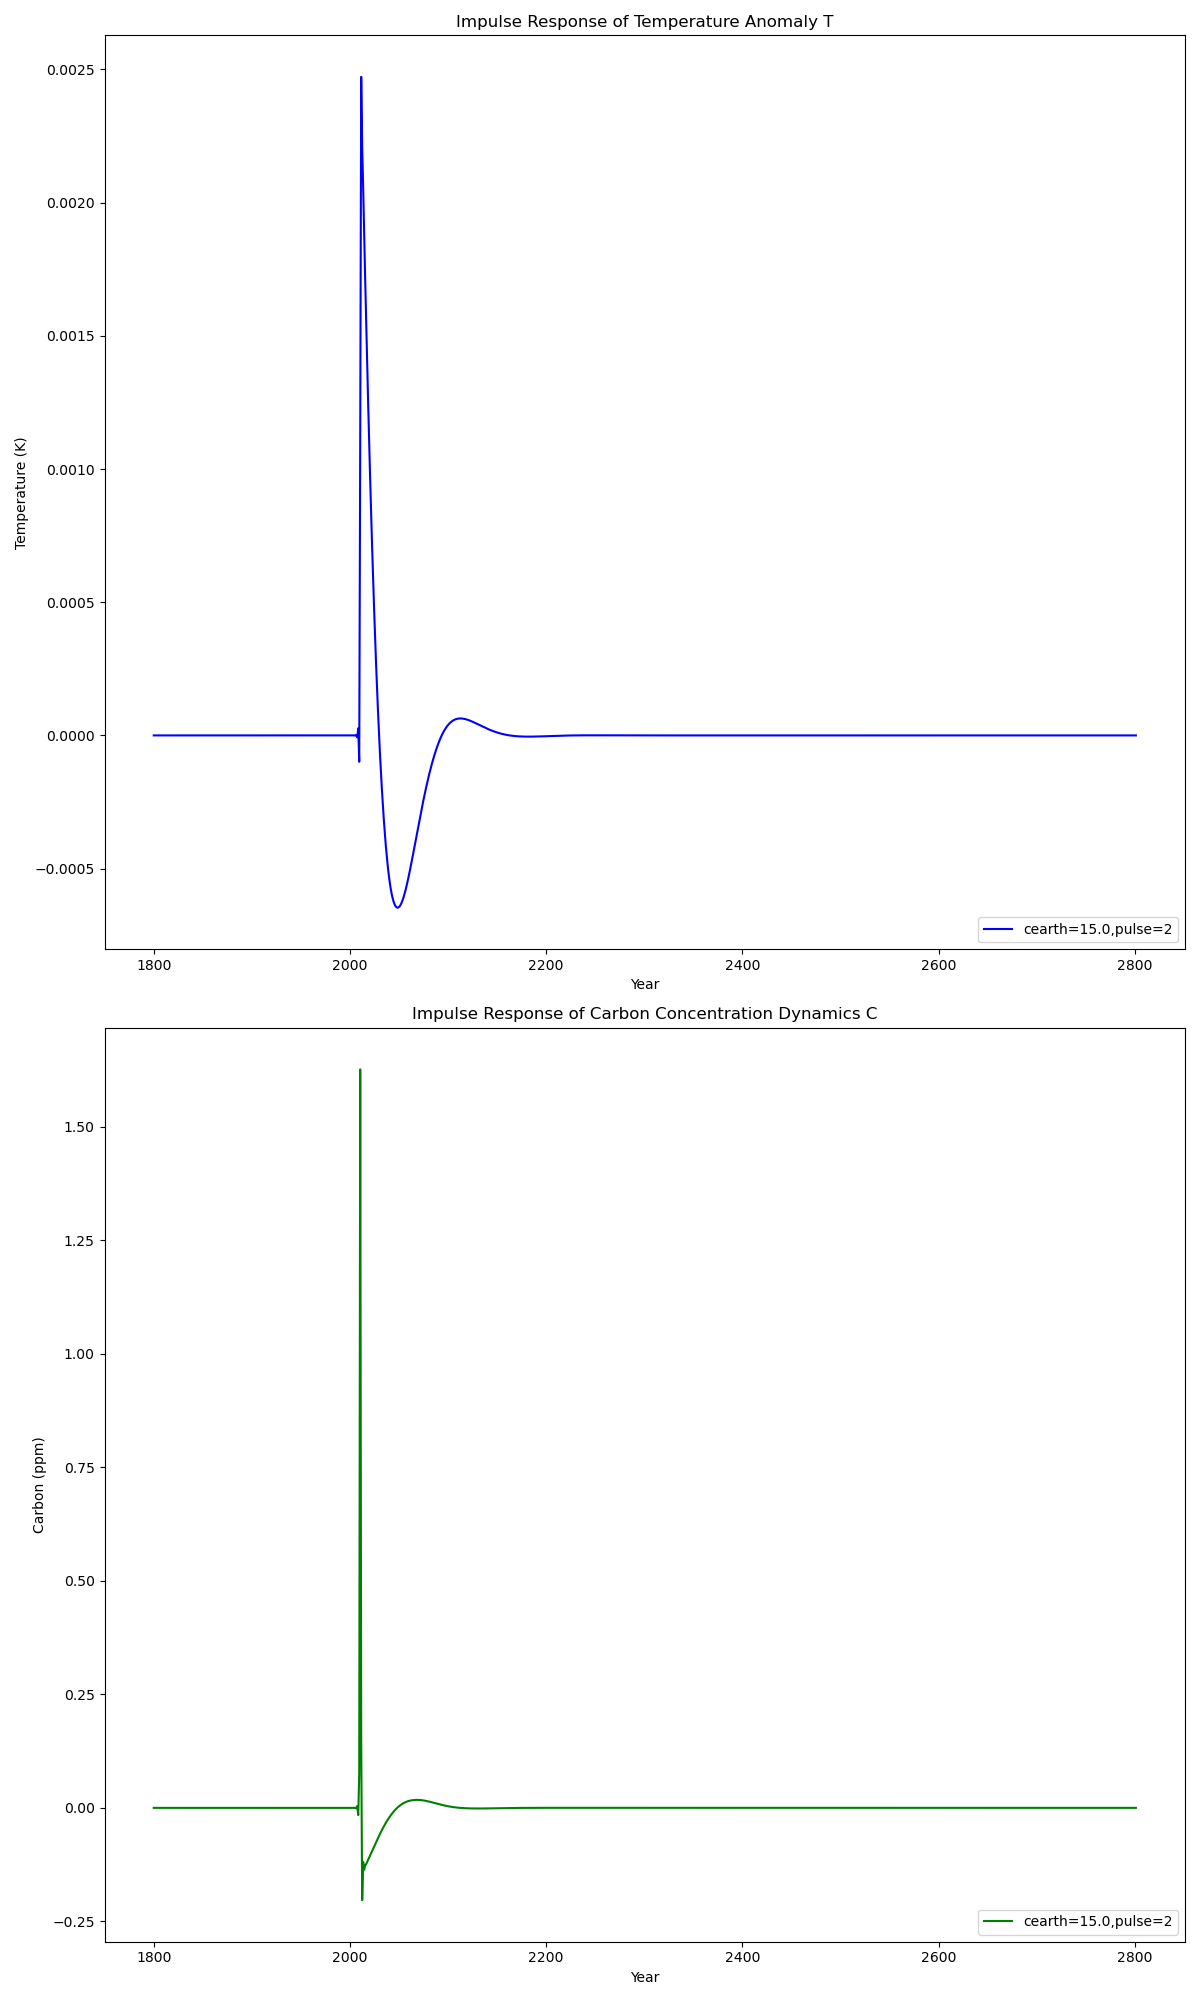 Impulse Response of Temperature Anomaly T
0.0025
0.0020
0.0015
0.0010
0.0005
0.0000
−0.0005
Temperature (K)
cearth=15.0,pulse=2
1800 2000 2200 2400 2600 2800
Year
Impulse Response of Carbon Concentration Dynamics C
1.50
1.25
1.00
0.75
0.50
0.25
0.00
−0.25
Carbon (ppm)
cearth=15.0,pulse=2
1800 2000 2200 2400 2600 2800
Year